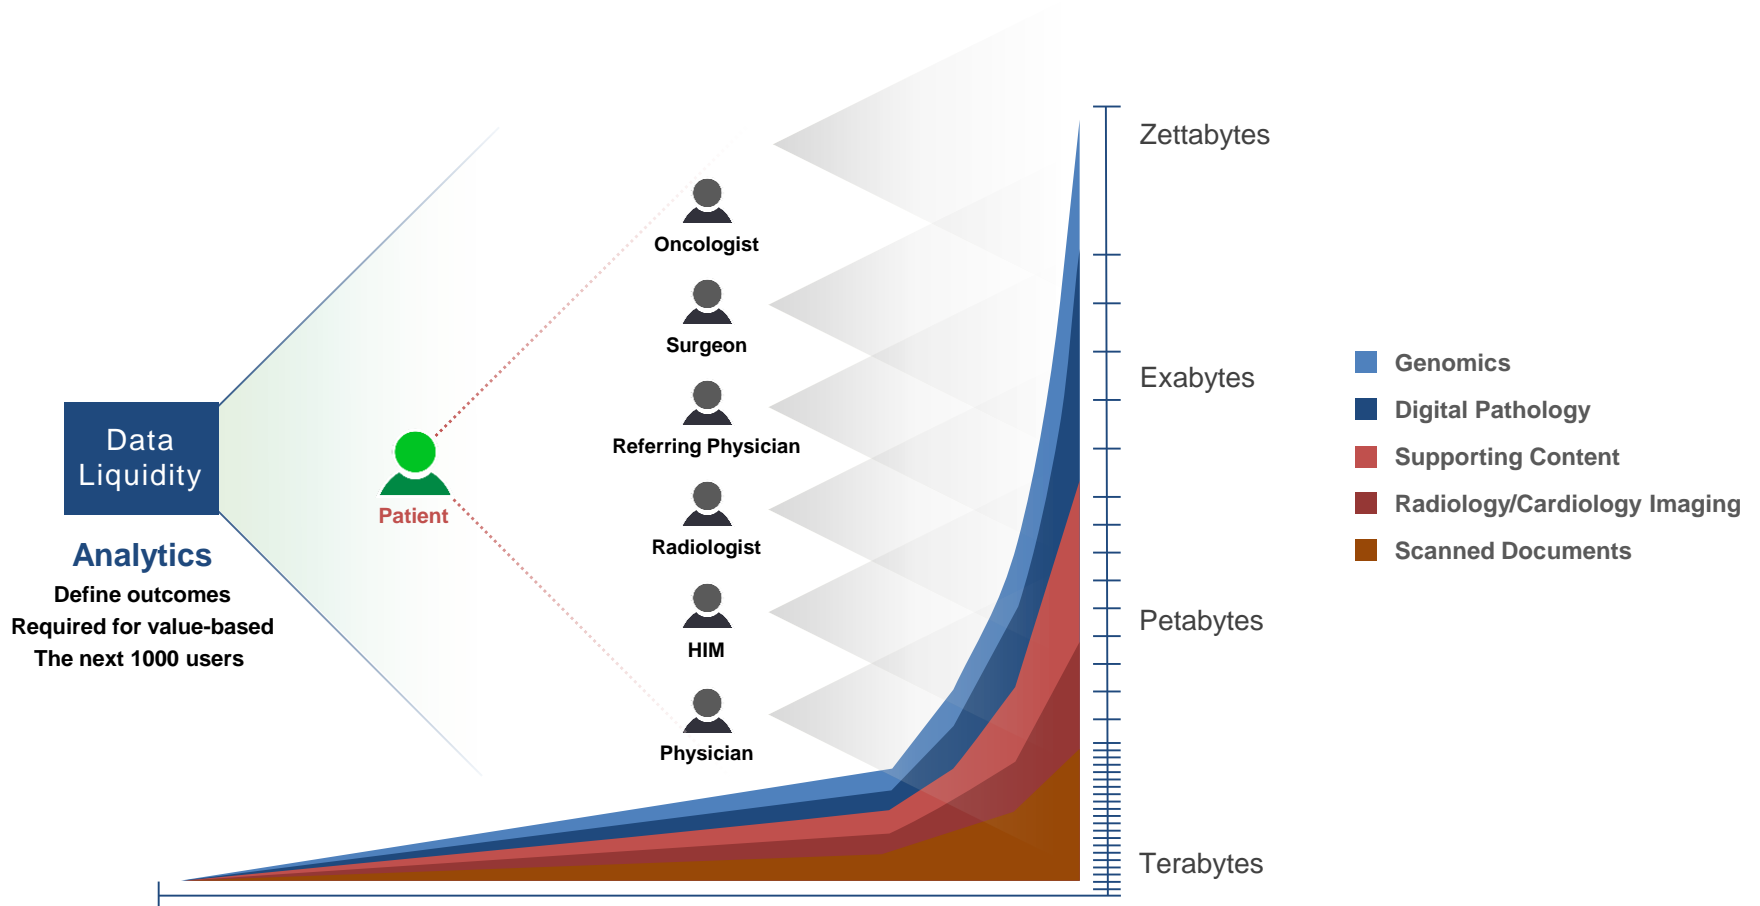 Data
Liquidity
Analytics
Define outcomes
Required for value-based
The next 1000 users
Patient
Oncologist
Surgeon
Referring Physician
Radiologist
HIM
Physician
Zettabytes
Exabytes
Petabytes
Terabytes
Genomics
Digital Pathology
Supporting Content
Radiology/Cardiology Imaging
Scanned Documents